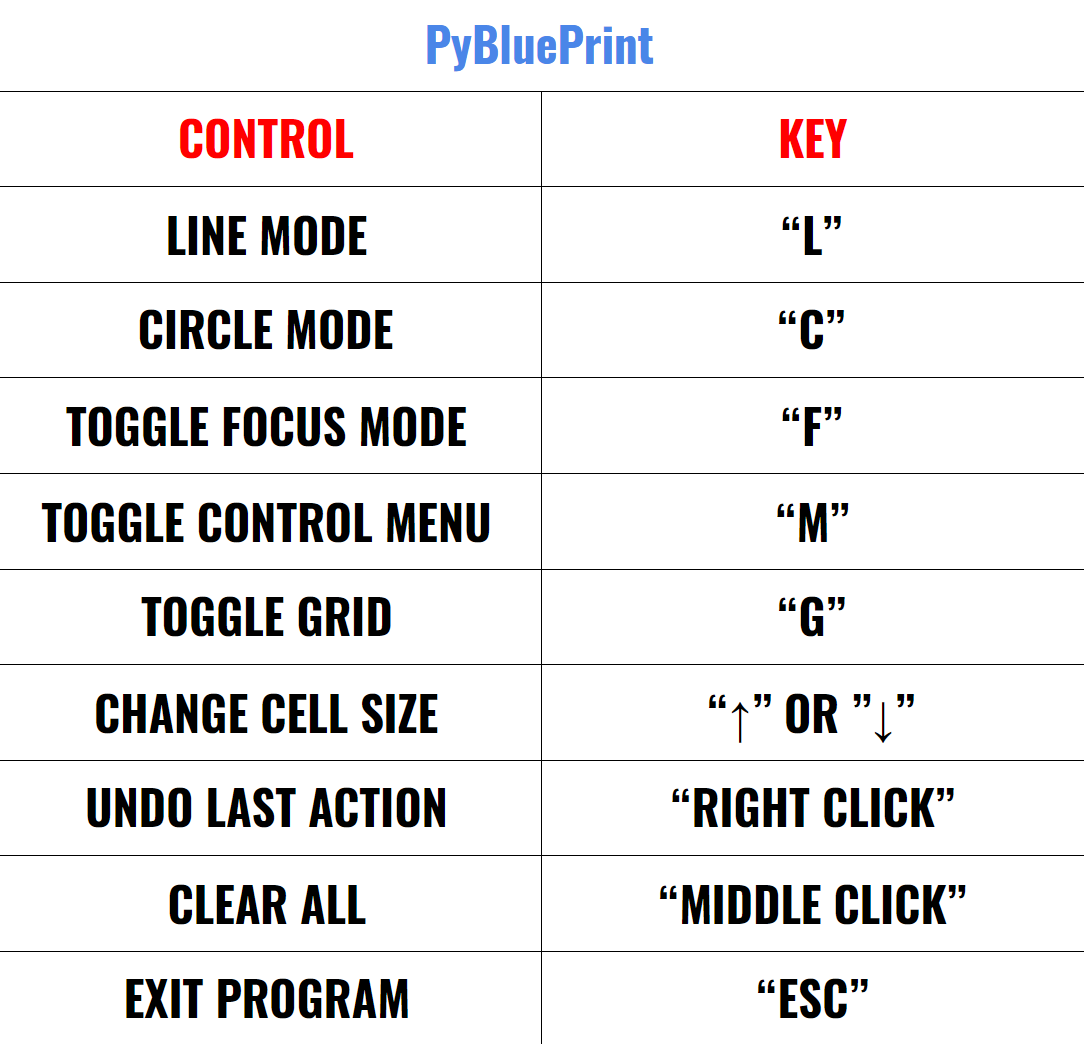 PyBluePrint
CONTROL KEY
LINE MODE “L”
CIRCLE MODE “C”
TOGGLE FOCUS MODE “F”
TOGGLE CONTROL MENU “M”
TOGGLE GRID “G”
CHANGE CELL SIZE “↑” OR ”↓”
UNDO LAST ACTION “RIGHT CLICK”
CLEAR ALL “MIDDLE CLICK”
EXIT PROGRAM “ESC”